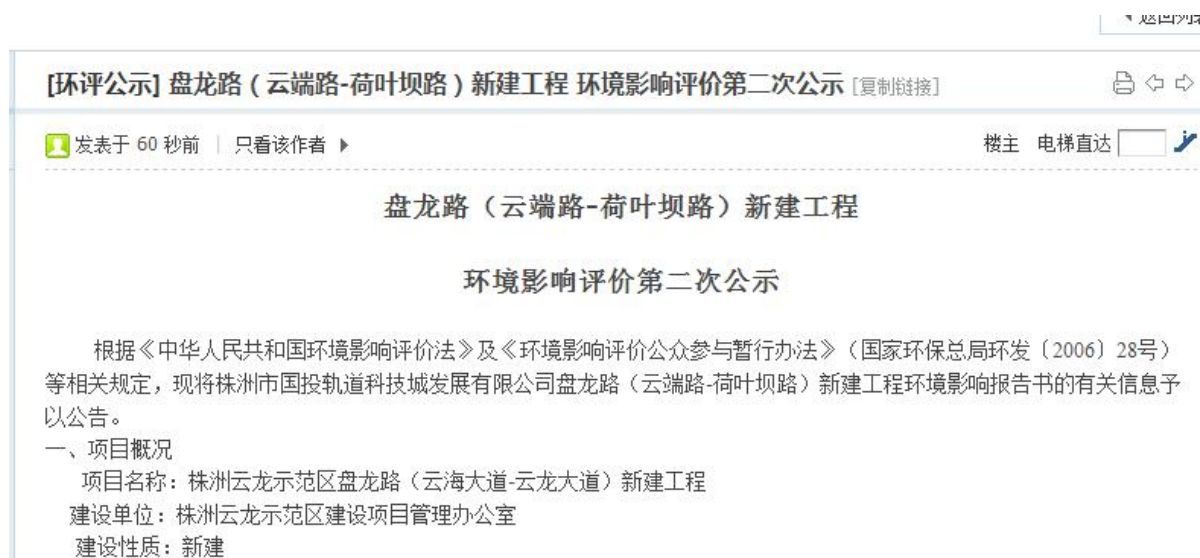 [环评公示] 盘龙路（云端路-荷叶坝路）新建工程 环境影响评价第二次公示 [复制链接]
发表于 60 秒前 | 只看该作者
楼主 电梯直达
盘龙路（云端路-荷叶坝路）新建工程
环境影响评价第二次公示
根据《中华人民共和国环境影响评价法》及《环境影响评价公众参与暂行办法》（国家环保总局环发〔2006〕28号）
等相关规定，现将株洲市国投轨道科技城发展有限公司盘龙路（云端路-荷叶坝路）新建工程环境影响报告书的有关信息予
以公告。
一、项目概况
项目名称：株洲云龙示范区盘龙路（云海大道-云龙大道）新建工程
建设单位：株洲云龙示范区建设项目管理办公室
建设性质：新建